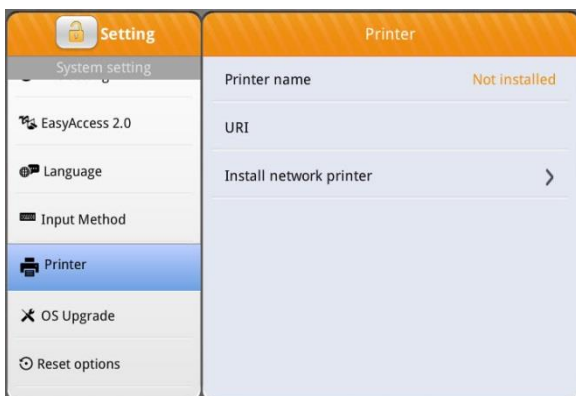 Setting
System setting
EasyAccess 2.0
Language
Input Method
Printer
OS Upgrade
Reset options
Printer
Printer name Not installed
URI
Install network printer